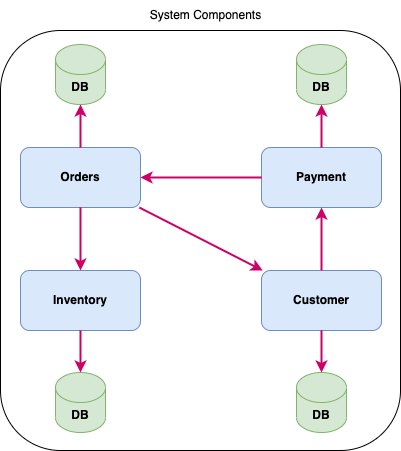 System Components
DB
DB
Orders
Payment
Inventory
Customer
DB
DB